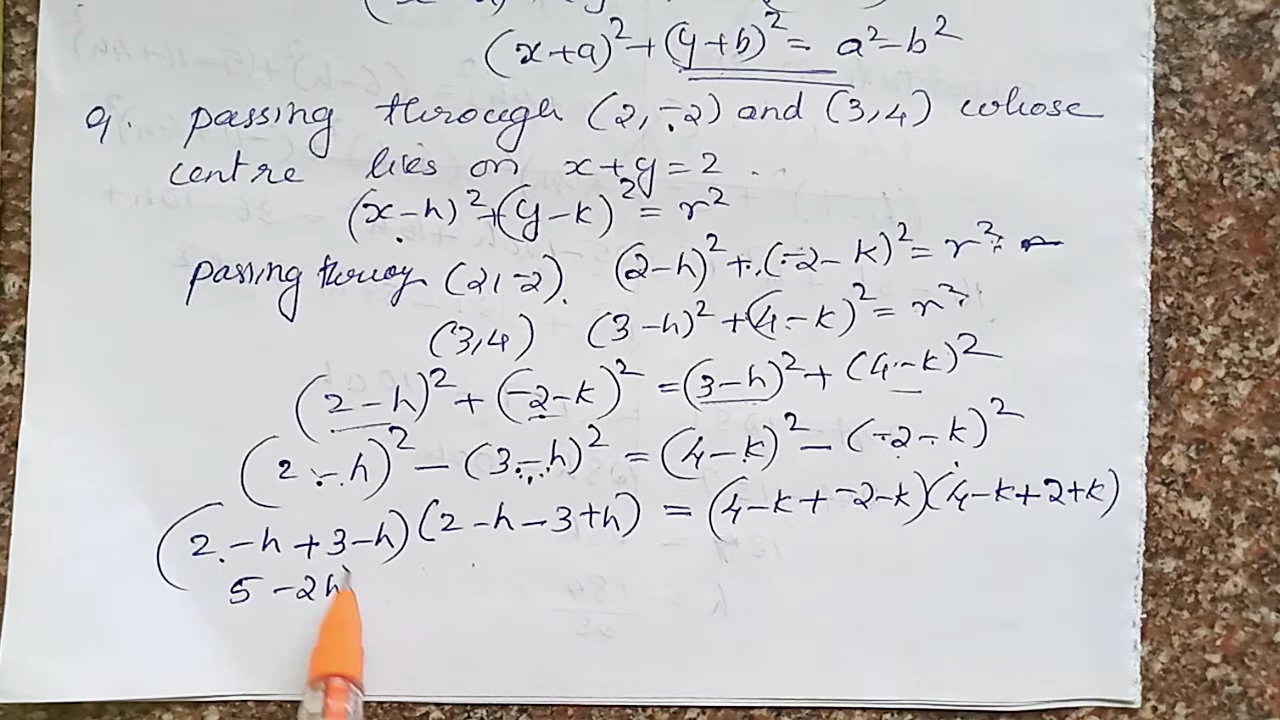 (x+a)²+(y+b)² = a²-b²
9. passing through (2,-2) and (3,4) whose
centre lies on x+y=2
(x-h)²+(y-k)² = r²
passing throug (2,-2). (2-h)²+(-2-k)² = r²
(3,4) (3-h)²+(4-k)² = r²
(2-h)²+(-2-k)² = (3-h)²+(4-k)²
(2-h)² - (3-h)² = (4-k)² - (-2-k)²
(2-h+3-h)(2-h-3+h) = (4-k+-2-k)(4-k+2+k)
5-2h